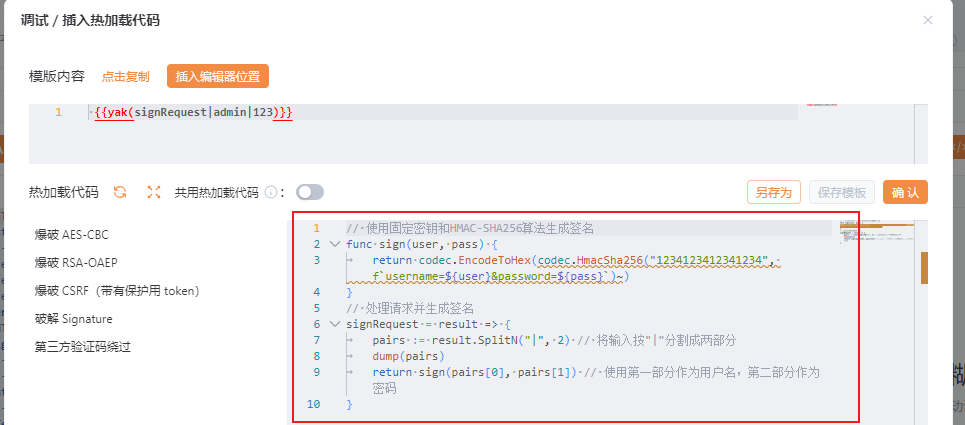 调试 / 插入热加载代码
模版内容 点击复制 插入编辑器位置
1 {{yak(signRequest|admin|123)}}
热加载代码 共用热加载代码 : 另存为 保存模板 确 认
爆破 AES-CBC
爆破 RSA-OAEP
爆破 CSRF（带有保护用 token）
破解 Signature
第三方验证码绕过
1 // 使用固定密钥和HMAC-SHA256算法生成签名
2 func sign(user, pass) {
3 return codec.EncodeToHex(codec.HmacSha256("1234123412341234",
f`username=${user}&password=${pass}`)~)
4 }
5 // 处理请求并生成签名
6 signRequest = result => {
7 pairs := result.SplitN("|", 2) // 将输入按"|"分割成两部分
8 dump(pairs)
9 return sign(pairs[0], pairs[1]) // 使用第一部分作为用户名，第二部分作为
密码
10 }